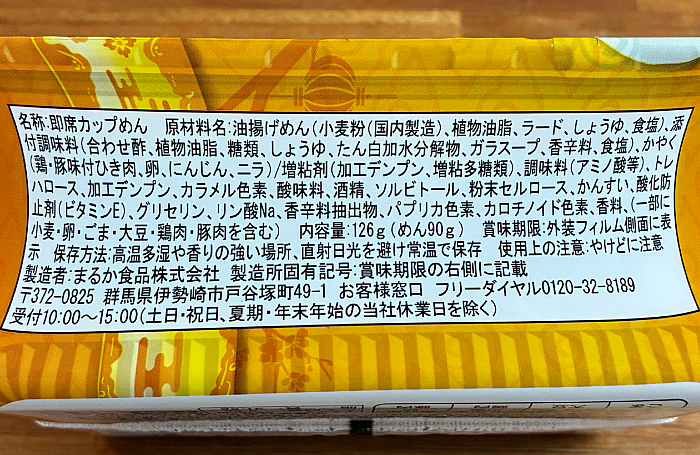 名称:即席カップめん 原材料名:油揚げめん(小麦粉(国内製造)、植物油脂、ラード、しょうゆ、食塩)、添
付調味料(合わせ酢、植物油脂、糖類、しょうゆ、たん白加水分解物、ガラスープ、香辛料、食塩)、かやく
(鶏・豚味付ひき肉、卵、にんじん、ニラ)/増粘剤(加工デンプン、増粘多糖類)、調味料(アミノ酸等)、トレ
ハロース、加工デンプン、カラメル色素、酸味料、酒精、ソルビトール、粉末セルロース、かんすい、酸化防
止剤(ビタミンE)、グリセリン、リン酸Na、香辛料抽出物、パプリカ色素、カロチノイド色素、香料、(一部に
小麦・卵・ごま・大豆・鶏肉・豚肉を含む) 内容量:126g(めん90g) 賞味期限:外装フィルム側面に表
示 保存方法:高温多湿や香りの強い場所、直射日光を避け常温で保存 使用上の注意:やけどに注意
製造者:まるか食品株式会社 製造所固有記号:賞味期限の右側に記載
〒372-0825 群馬県伊勢崎市戸谷塚町49-1 お客様窓口 フリーダイヤル0120-32-8189
受付10:00～15:00(土日・祝日、夏期・年末年始の当社休業日を除く)